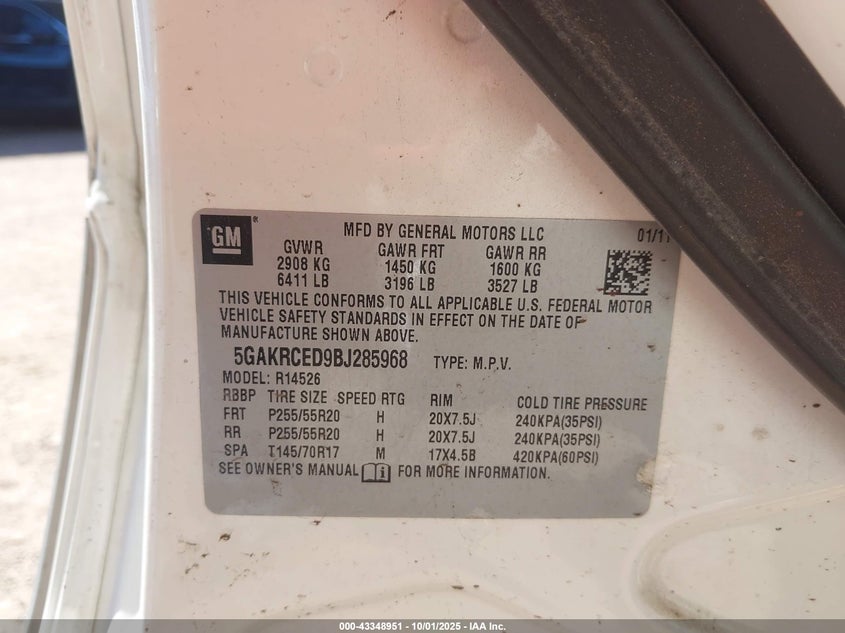 GM ®
MFD BY GENERAL MOTORS LLC 01/11
GVWR GAWR FRT GAWR RR
2908 KG 1450 KG 1600 KG
6411 LB 3196 LB 3527 LB
THIS VEHICLE CONFORMS TO ALL APPLICABLE U.S. FEDERAL MOTOR
VEHICLE SAFETY STANDARDS IN EFFECT ON THE DATE OF
MANUFACTURE SHOWN ABOVE.
5GAKRCED9BJ285968 TYPE: M.P.V.
MODEL: R14526
RBBP TIRE SIZE SPEED RTG RIM COLD TIRE PRESSURE
FRT P255/55R20 H 20X7.5J 240KPA(35PSI)
RR P255/55R20 H 20X7.5J 240KPA(35PSI)
SPA T145/70R17 M 17X4.5B 420KPA(60PSI)
SEE OWNER'S MANUAL i FOR MORE INFORMATION.
000-43348951 - 10/01/2025 - IAA Inc.